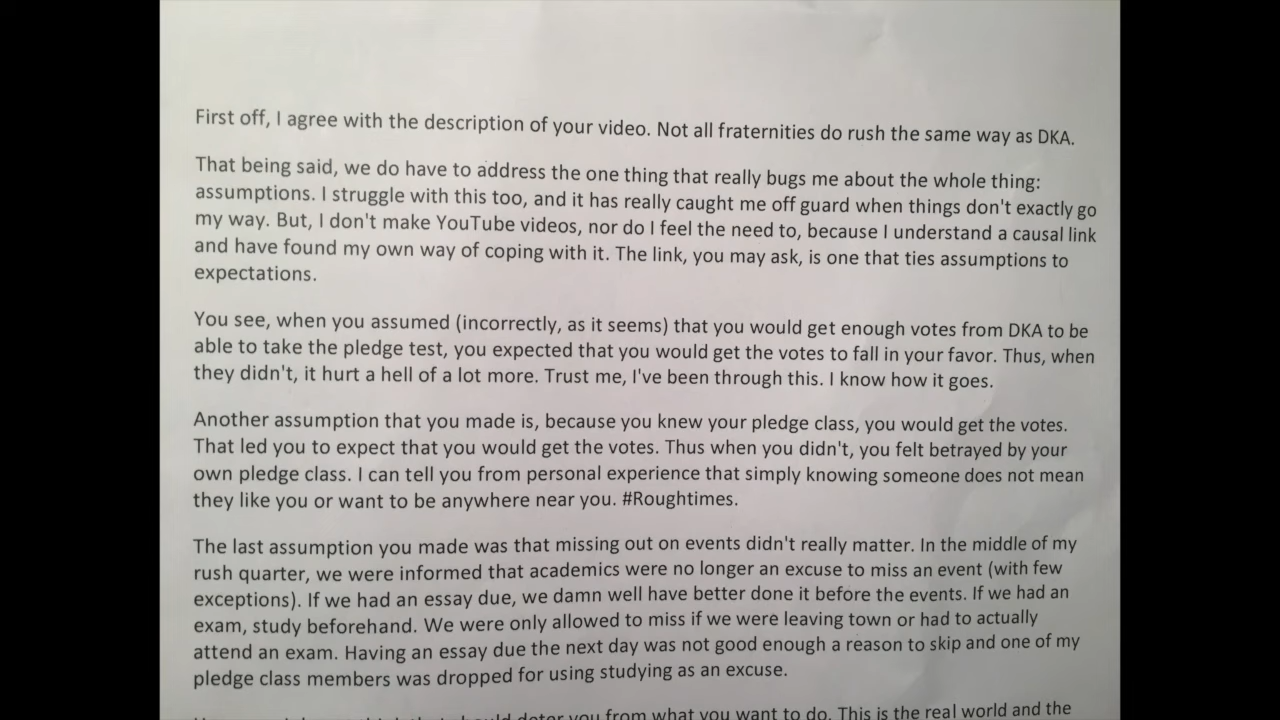 First off, I agree with the description of your video. Not all fraternities do rush the same way as DKA.
That being said, we do have to address the one thing that really bugs me about the whole thing:
assumptions. I struggle with this too, and it has really caught me off guard when things don't exactly go
my way. But, I don't make YouTube videos, nor do I feel the need to, because I understand a causal link
and have found my own way of coping with it. The link, you may ask, is one that ties assumptions to
expectations.
You see, when you assumed (incorrectly, as it seems) that you would get enough votes from DKA to be
able to take the pledge test, you expected that you would get the votes to fall in your favor. Thus, when
they didn't, it hurt a hell of a lot more. Trust me, I've been through this. I know how it goes.
Another assumption that you made is, because you knew your pledge class, you would get the votes.
That led you to expect that you would get the votes. Thus when you didn't, you felt betrayed by your
own pledge class. I can tell you from personal experience that simply knowing someone does not mean
they like you or want to be anywhere near you. #Roughtimes.
The last assumption you made was that missing out on events didn't really matter. In the middle of my
rush quarter, we were informed that academics were no longer an excuse to miss an event (with few
exceptions). If we had an essay due, we damn well have better done it before the events. If we had an
exam, study beforehand. We were only allowed to miss if we were leaving town or had to actually
attend an exam. Having an essay due the next day was not good enough a reason to skip and one of my
pledge class members was dropped for using studying as an excuse.
deter you from what you want to do. This is the real world and the